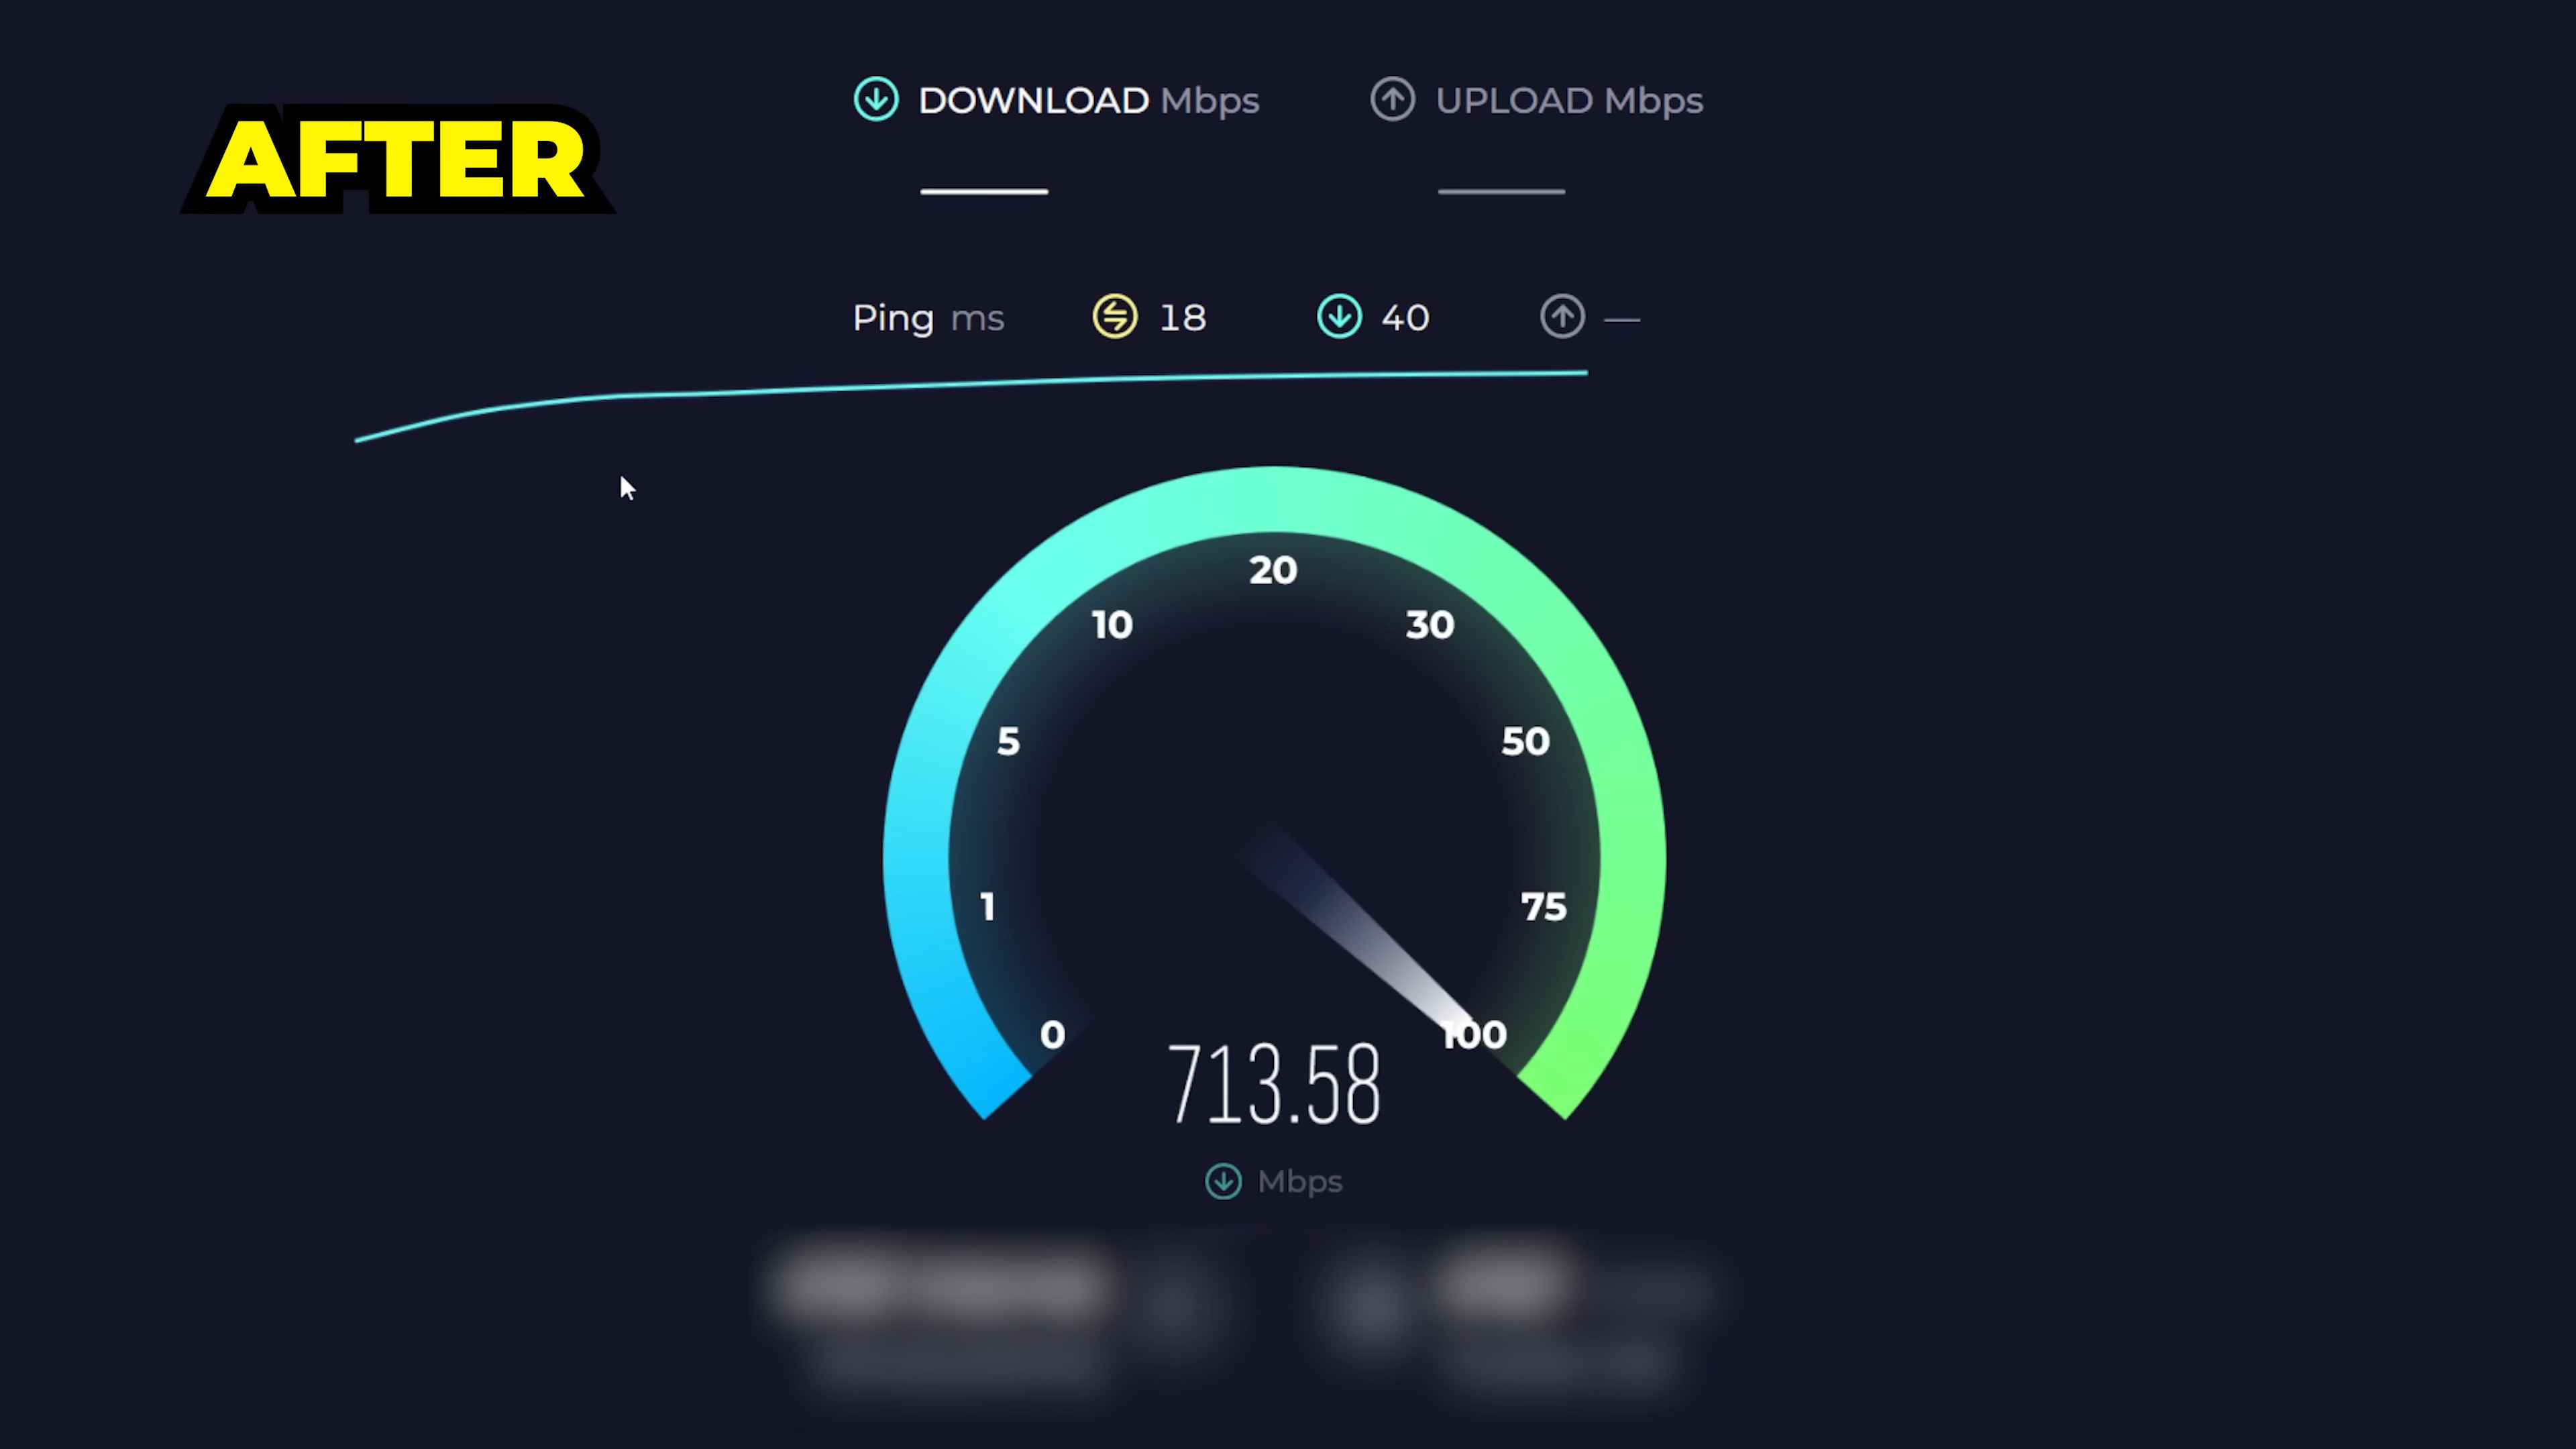 AFTER
DOWNLOAD Mbps
UPLOAD Mbps
—
—
Ping ms 18 40 —
20
10
30
5
50
1
75
0
100
713.58
Mbps